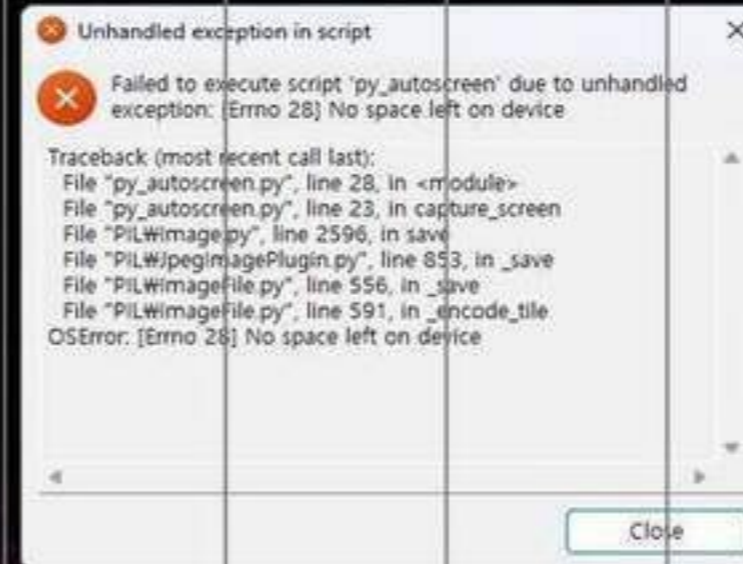 Unhandled exception in script
Failed to execute script 'py_autoscreen' due to unhandled
exception: [Errno 28] No space left on device
Traceback (most recent call last):
File "py_autoscreen.py", line 28, in <module>
File "py_autoscreen.py", line 23, in capture_screen
File "PIL₩Image.py", line 2596, in save
File "PIL₩JpegImagePlugin.py", line 853, in _save
File "PIL₩ImageFile.py", line 556, in _save
File "PIL₩ImageFile.py", line 591, in _encode_tile
OSError: [Errno 28] No space left on device
Close